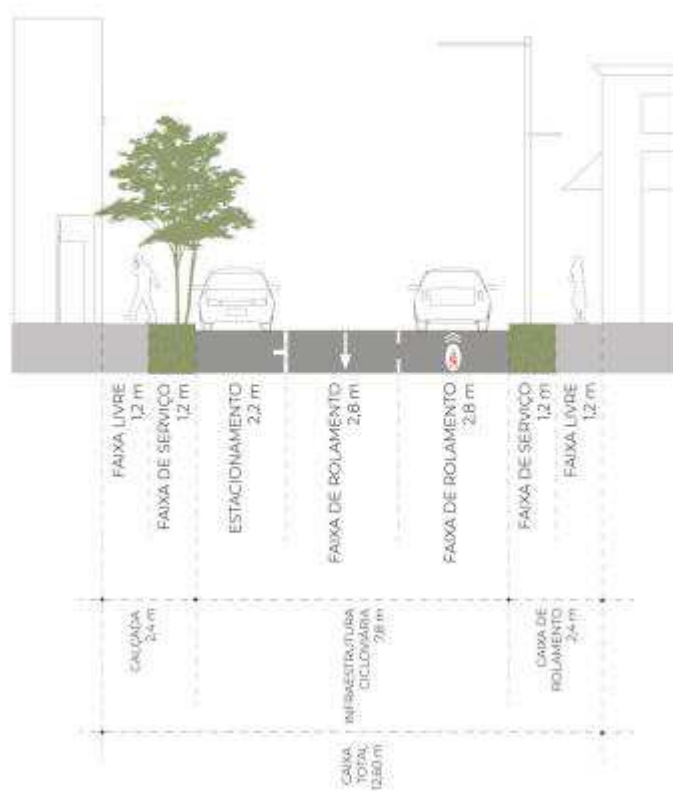 FAIXA LIVRE
1,2 m
FAIXA DE SERVIÇO
1,2 m
ESTACIONAMENTO
2,2 m
FAIXA DE ROLAMENTO
2,8 m
FAIXA DE ROLAMENTO
2,8 m
FAIXA DE SERVIÇO
1,2 m
FAIXA LIVRE
1,2 m
CALÇADA
2,4 m
INFRAESTRUTURA
CICLOVIÁRIA
7,8 m
CAIXA DE
ROLAMENTO
2,4 m
CAIXA
TOTAL
12,60 m